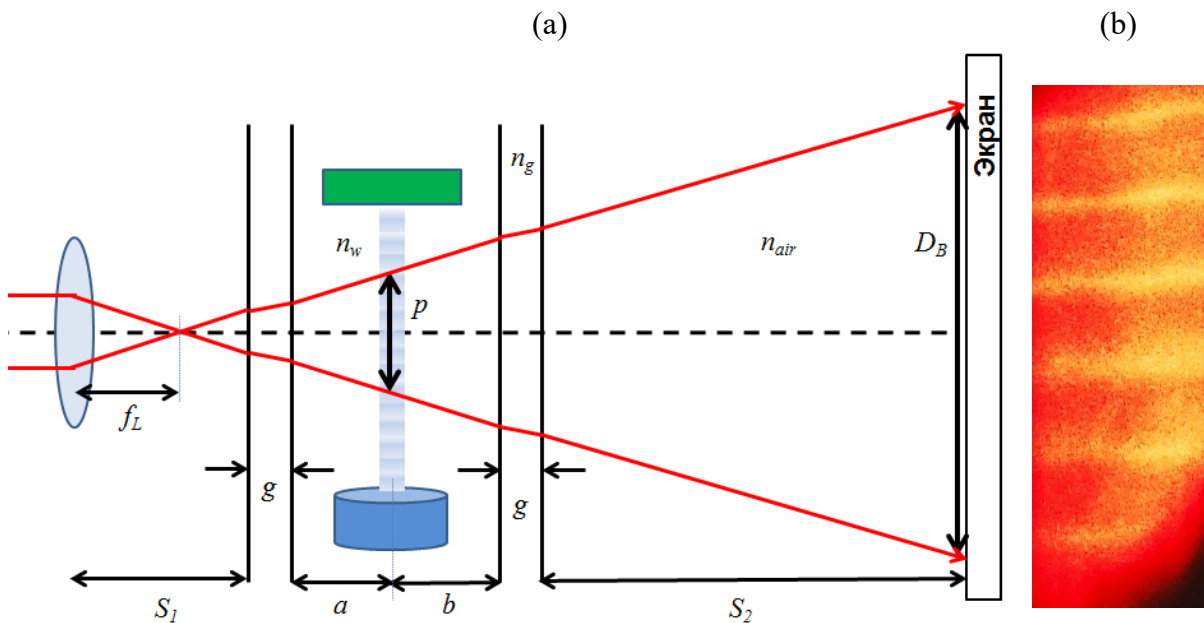 (a)
(b)
Экран
n_g
n_w
n_air
D_B
p
f_L
g
g
S_1
a
b
S_2